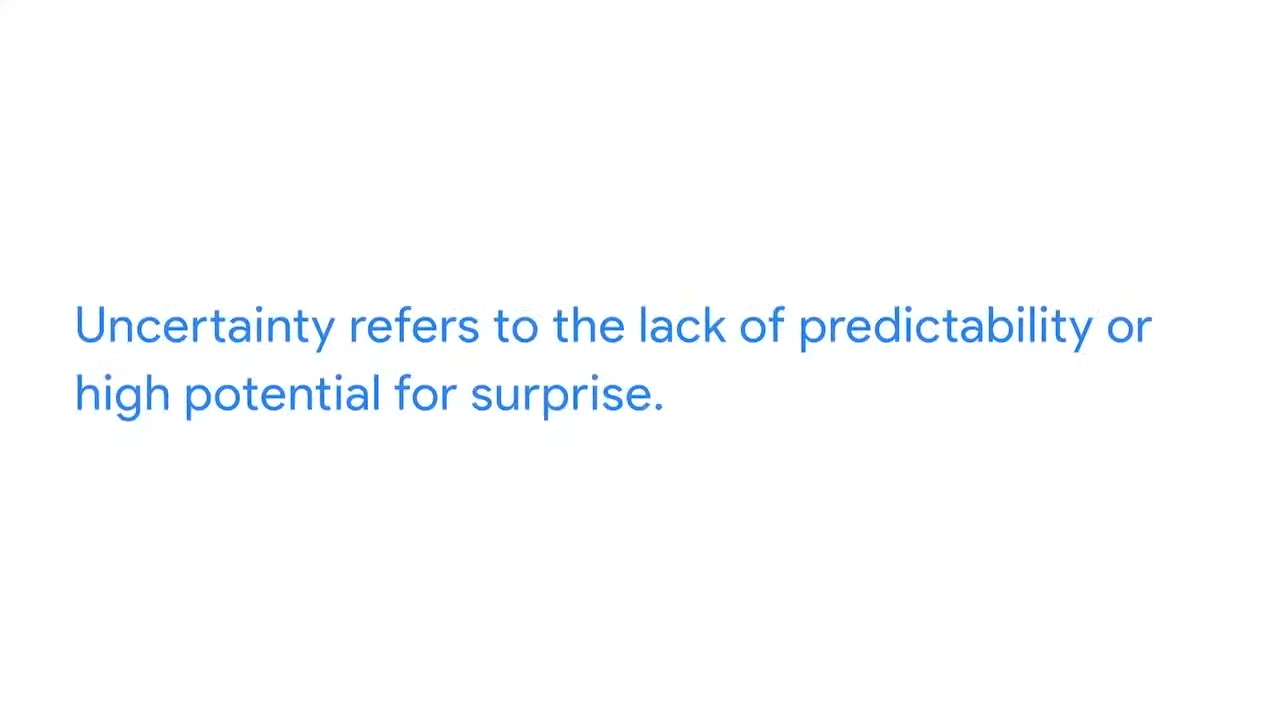 Uncertainty refers to the lack of predictability or
high potential for surprise.